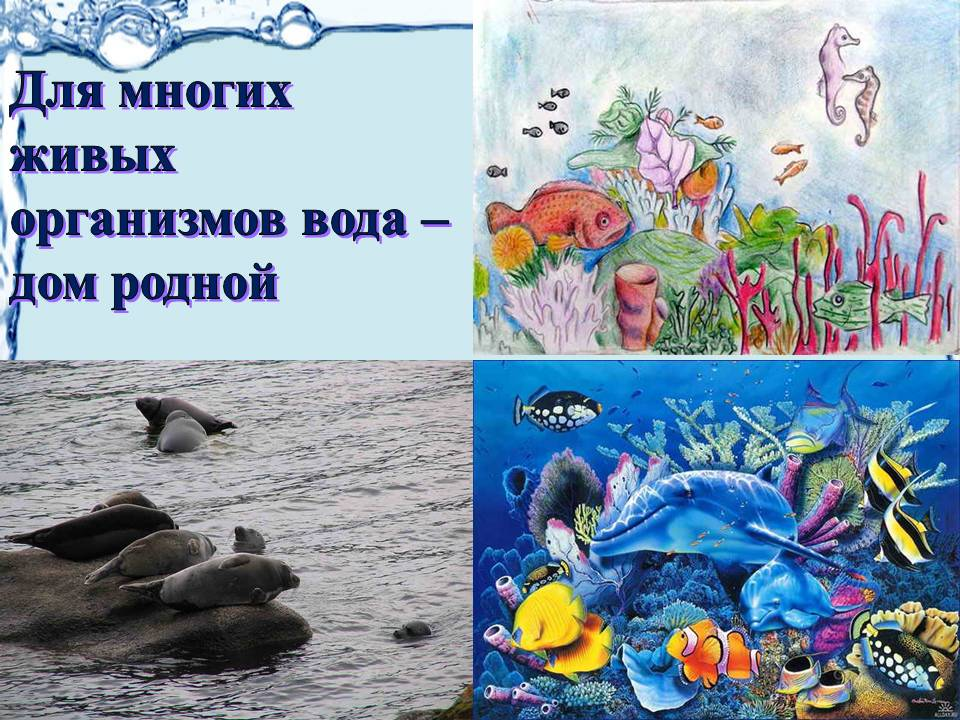 Для многих
живых
организмов вода –
дом родной